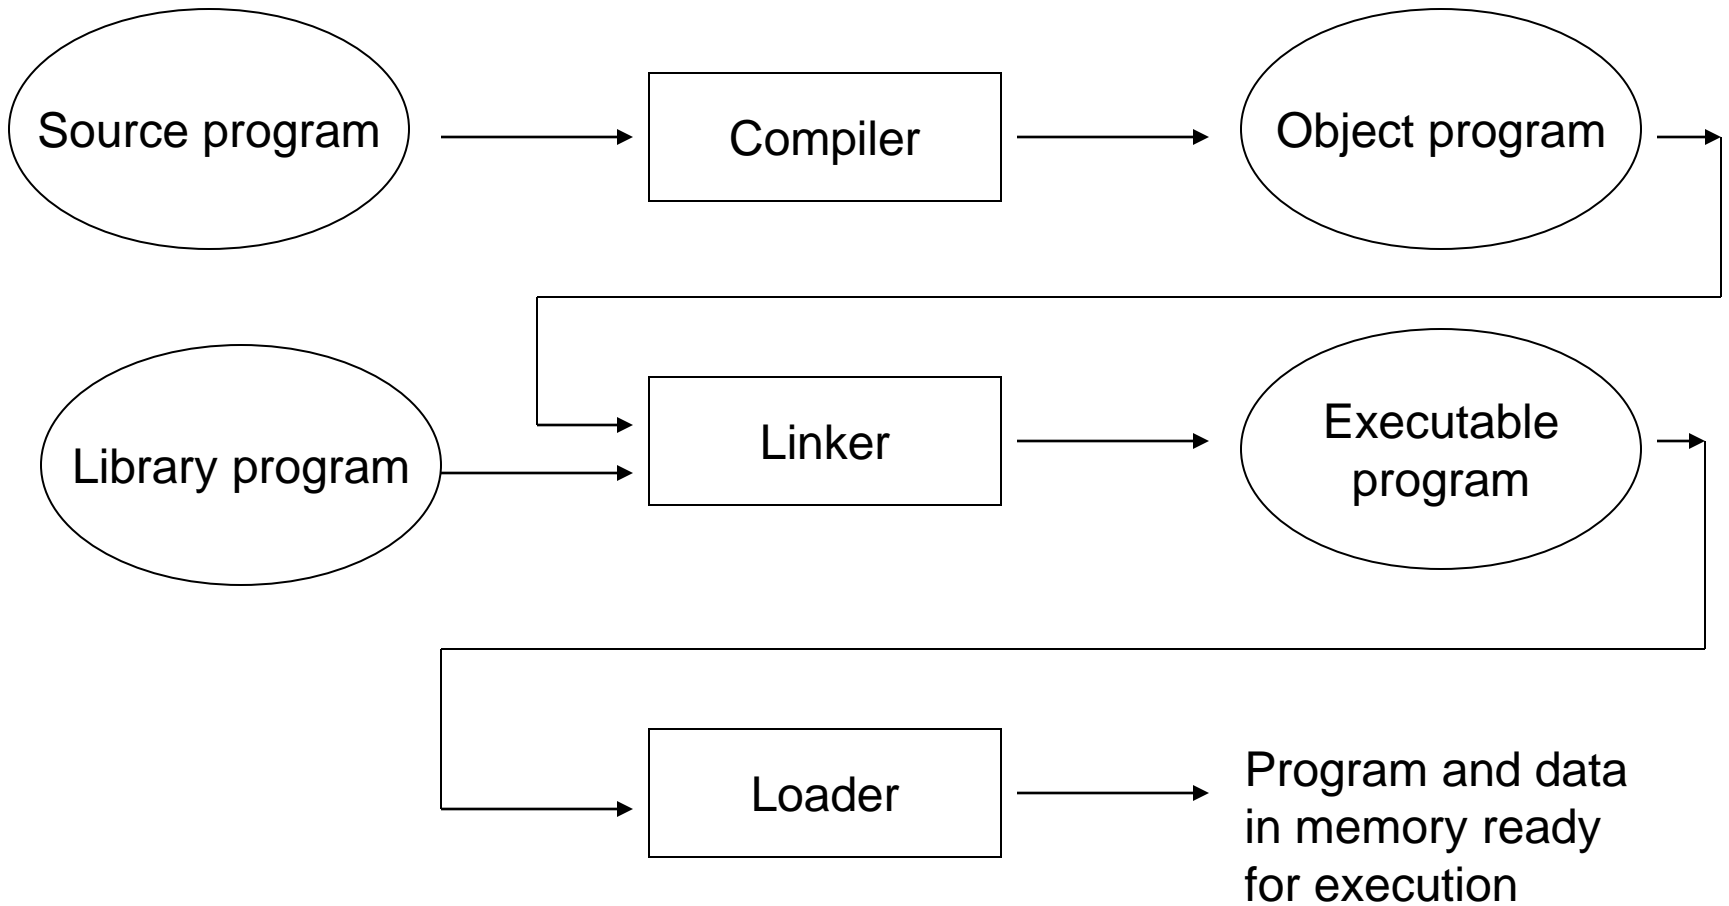 Source program
Compiler
Object program
Library program
Linker
Executable
program
Loader
Program and data
in memory ready
for execution